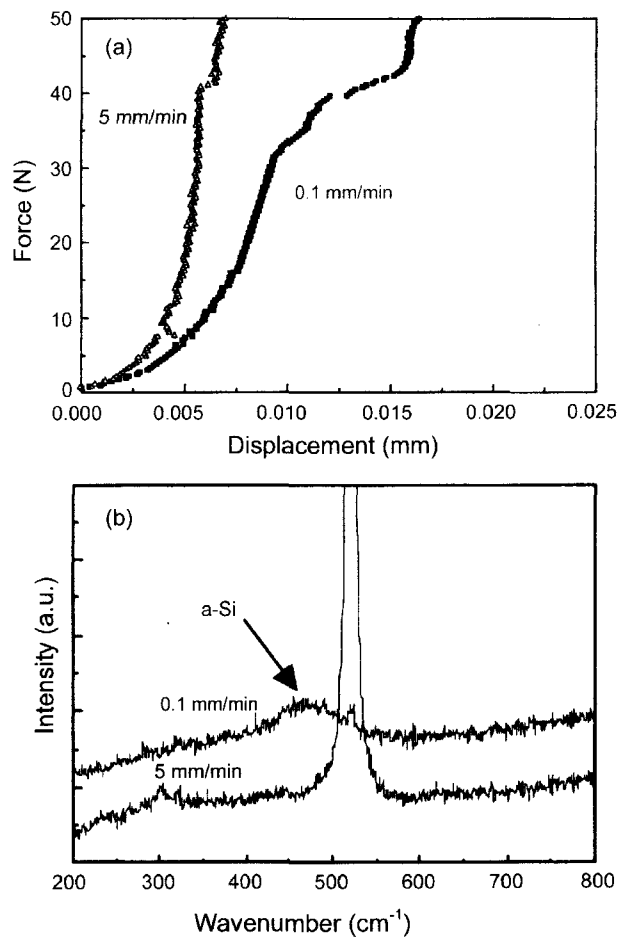 (a)
50
40
30
20
10
0
Force (N)
5 mm/min
0.1 mm/min
0.000 0.005 0.010 0.015 0.020 0.025
Displacement (mm)
(b)
Intensity (a.u.)
a-Si
0.1 mm/min
5 mm/min
200 300 400 500 600 700 800
Wavenumber (cm⁻¹)